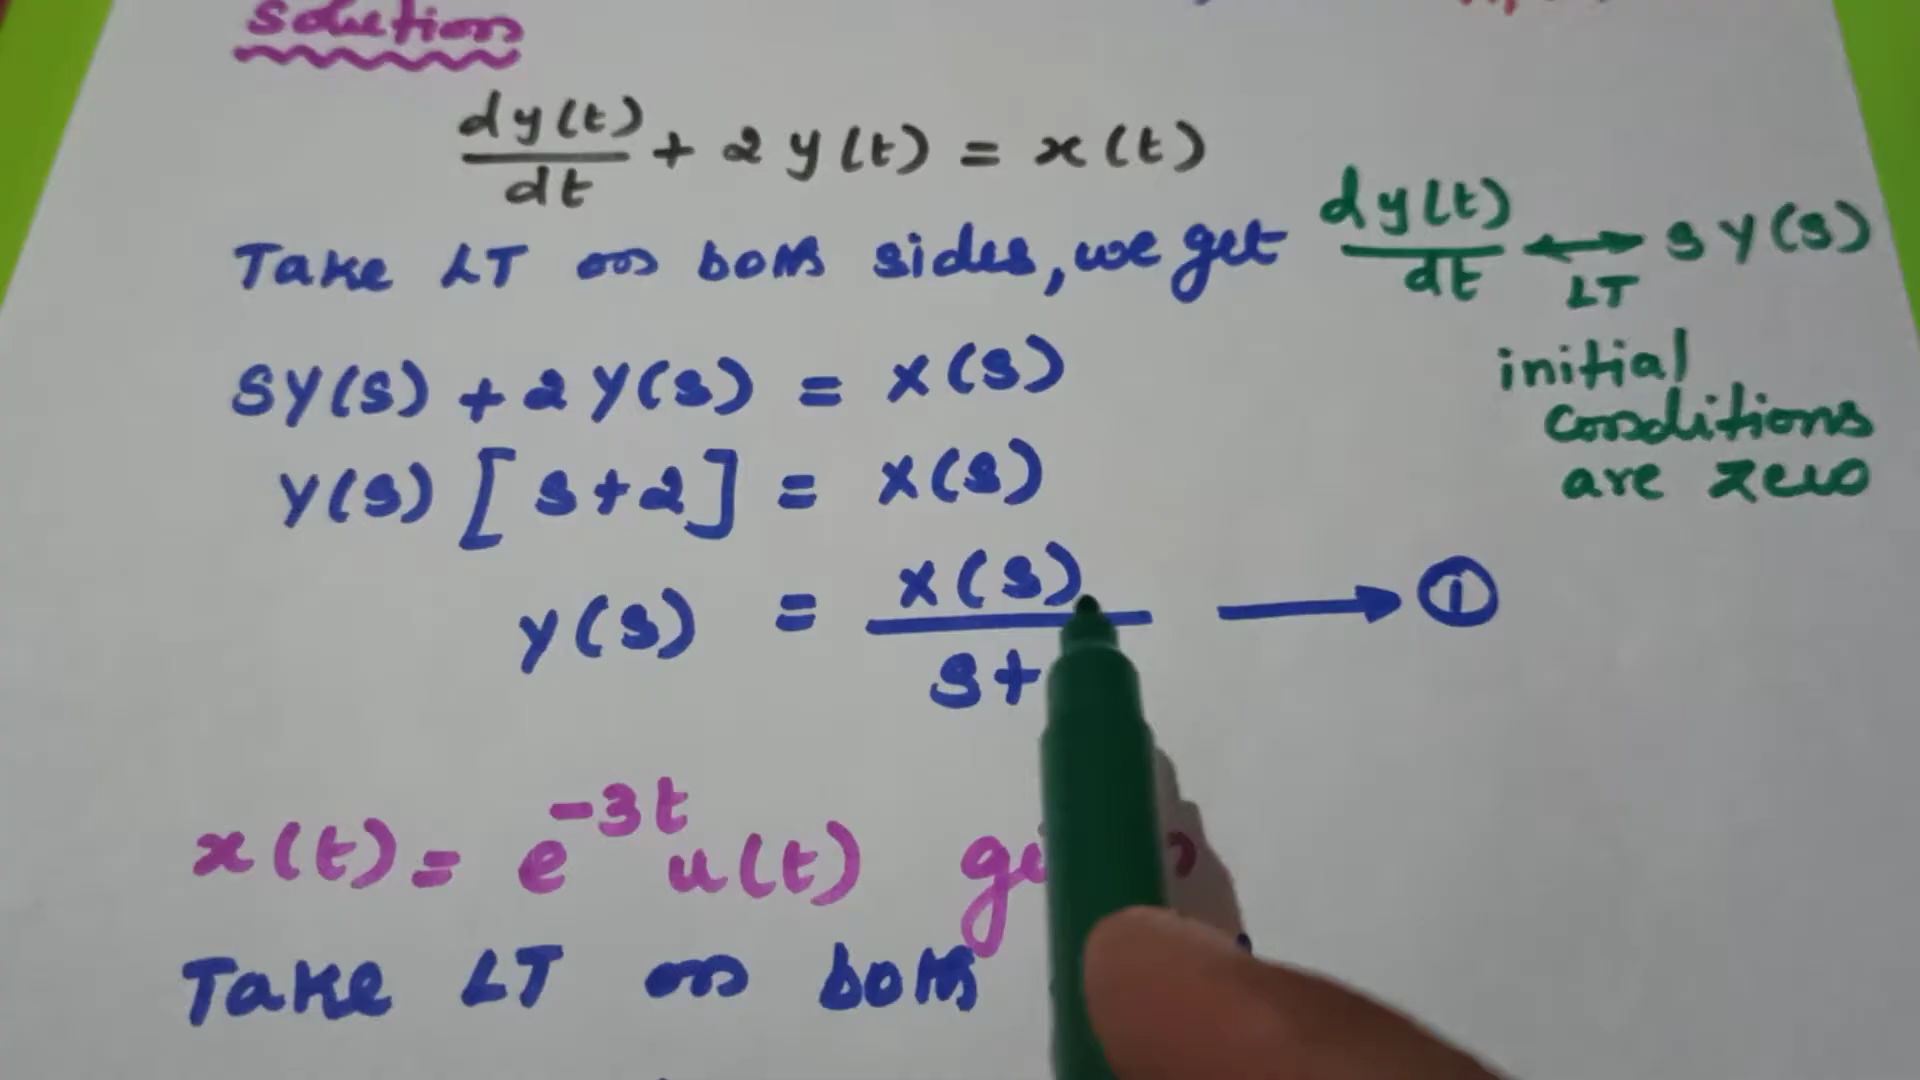 Solution
dy(t)/dt + 2y(t) = x(t)
Take LT on both sides, we get
dy(t)/dt ↔ LT sY(s)
initial
conditions
are zero
SY(s) + 2Y(s) = X(s)
Y(s) [s+2] = X(s)
Y(s) = X(s)/s+ → ①
x(t) = e^-3t u(t)
Take LT on both